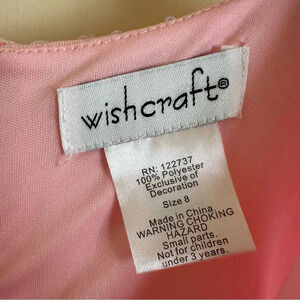 wishcraft®
RN: 122737
100% Polyester
Exclusive of
Decoration
Size 8
Made in China
WARNING CHOKING
HAZARD
Small parts.
Not for children
under 3 years.